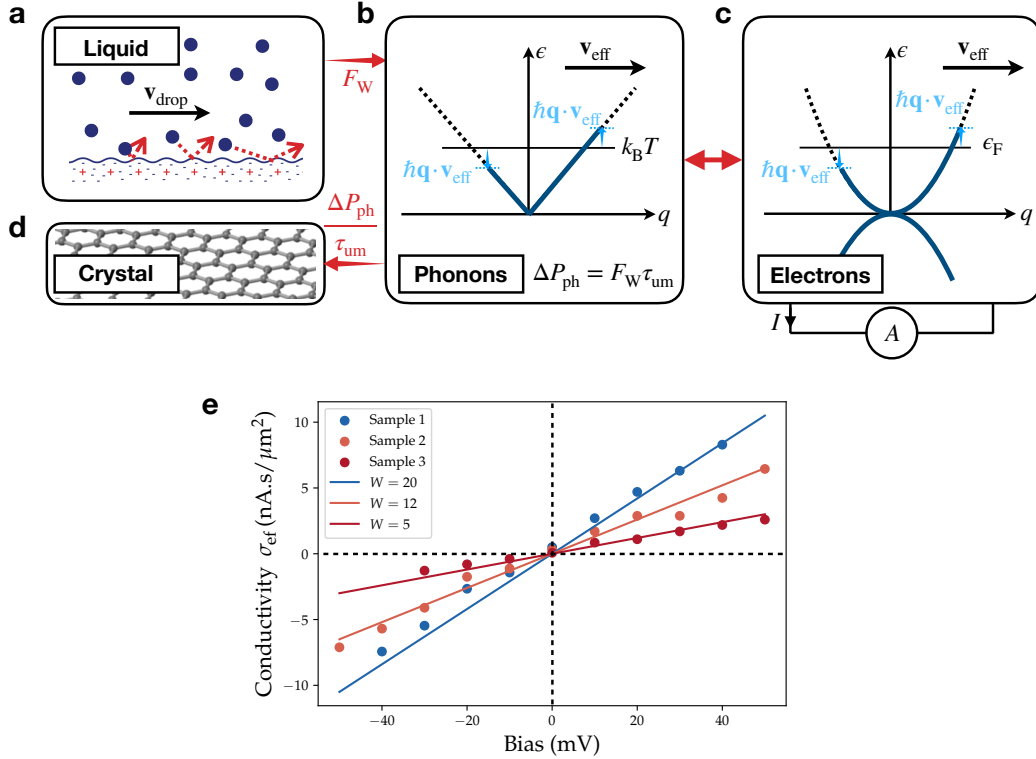 a
Liquid
v_drop
F_W
b
ϵ
v_eff
ħq · v_eff
ħq · v_eff
k_B T
q
Phonons
ΔP_ph = F_W τ_um
c
ϵ
v_eff
ħq · v_eff
ħq · v_eff
ϵ_F
q
Electrons
I
A
d
Crystal
ΔP_ph
τ_um
e
Conductivity σ_ef (nA.s/μm²)
10
5
0
−5
−10
Sample 1
Sample 2
Sample 3
W = 20
W = 12
W = 5
−40 −20 0 20 40
Bias (mV)